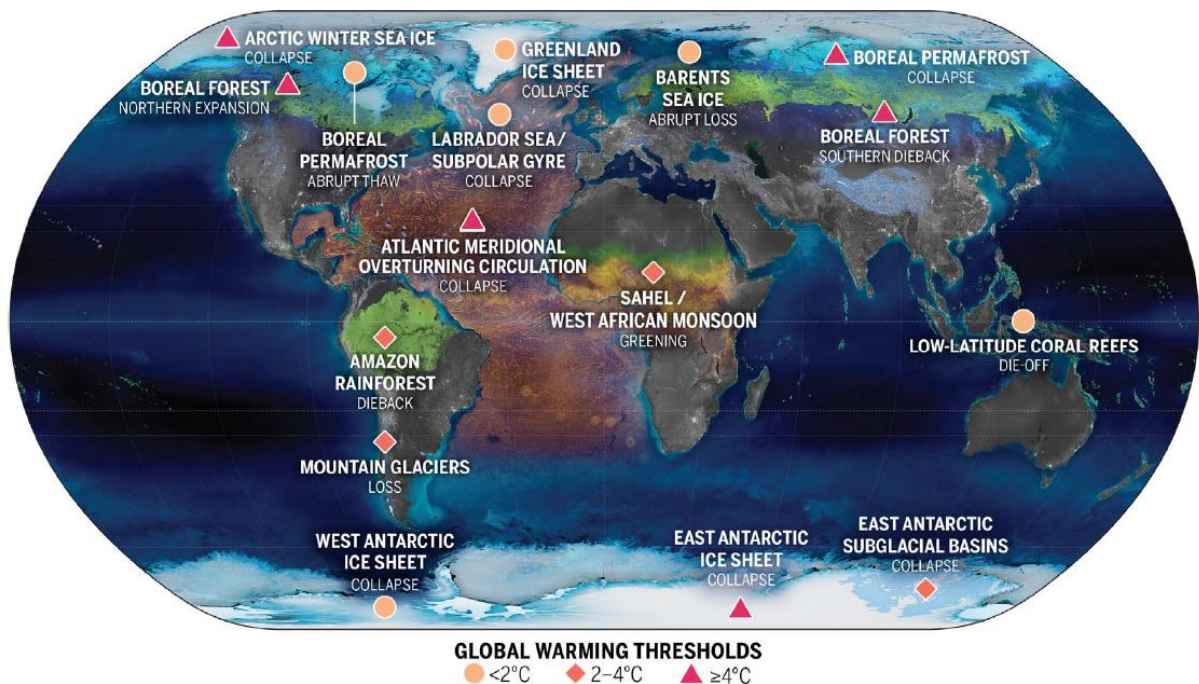 ARCTIC WINTER SEA ICE
COLLAPSE
BOREAL FOREST
NORTHERN EXPANSION
BOREAL
PERMAFROST
ABRUPT THAW
GREENLAND
ICE SHEET
COLLAPSE
LABRADOR SEA/
SUBPOLAR GYRE
COLLAPSE
BARENTS
SEA ICE
ABRUPT LOSS
BOREAL PERMAFROST
COLLAPSE
BOREAL FOREST
SOUTHERN DIEBACK
ATLANTIC MERIDIONAL
OVERTURNING CIRCULATION
COLLAPSE
SAHEL /
WEST AFRICAN MONSOON
GREENING
LOW-LATITUDE CORAL REEFS
DIE-OFF
AMAZON
RAINFOREST
DIEBACK
MOUNTAIN GLACIERS
LOSS
WEST ANTARCTIC
ICE SHEET
COLLAPSE
EAST ANTARCTIC
ICE SHEET
COLLAPSE
EAST ANTARCTIC
SUBGLACIAL BASINS
COLLAPSE
GLOBAL WARMING THRESHOLDS
<2°C 2–4°C ≥4°C